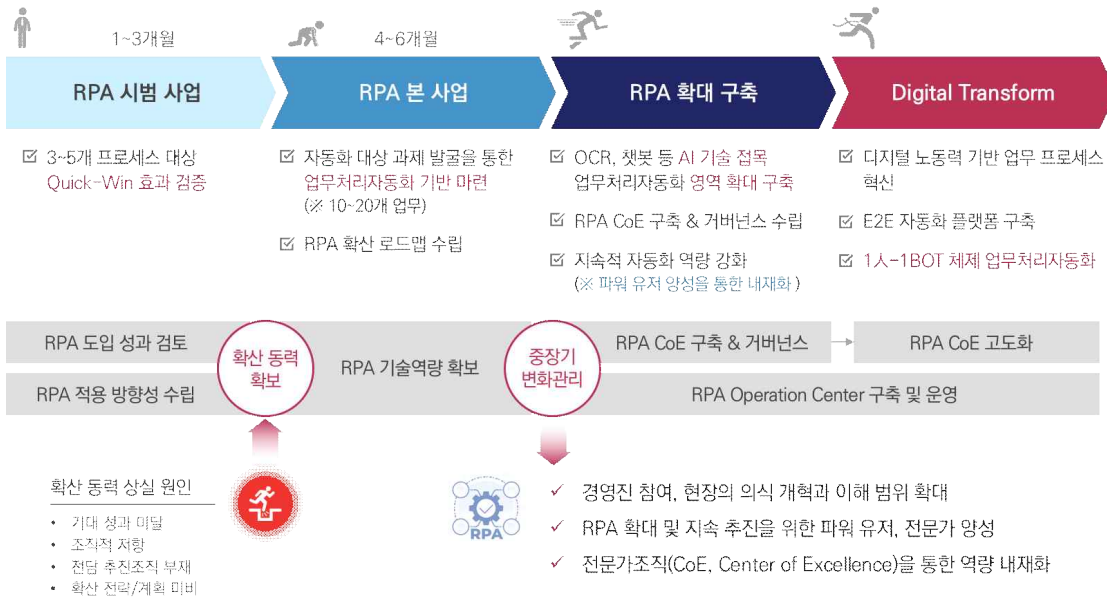 1~3개월
4~6개월
RPA 시범 사업
RPA 본 사업
RPA 확대 구축
Digital Transform
3~5개 프로세스 대상
Quick-Win 효과 검증
자동화 대상 과제 발굴을 통한
업무처리자동화 기반 마련
(※ 10~20개 업무)
RPA 확산 로드맵 수립
OCR, 챗봇 등 AI 기술 접목
업무처리자동화 영역 확대 구축
RPA CoE 구축 & 거버넌스 수립
지속적 자동화 역량 강화
(※ 파워 유저 양성을 통한 내재화 )
디지털 노동력 기반 업무 프로세스
혁신
E2E 자동화 플랫폼 구축
1人-1BOT 체제 업무처리자동화
RPA 도입 성과 검토
RPA 적용 방향성 수립
확산 동력
확보
RPA 기술역량 확보
중장기
변화관리
RPA CoE 구축 & 거버넌스
RPA CoE 고도화
RPA Operation Center 구축 및 운영
확산 동력 상실 원인
• 기대 성과 미달
• 조직적 저항
• 전담 추진조직 부재
• 확산 전략/계획 미비
RPA
✓ 경영진 참여, 현장의 의식 개혁과 이해 범위 확대
✓ RPA 확대 및 지속 추진을 위한 파워 유저, 전문가 양성
✓ 전문가조직(CoE, Center of Excellence)을 통한 역량 내재화